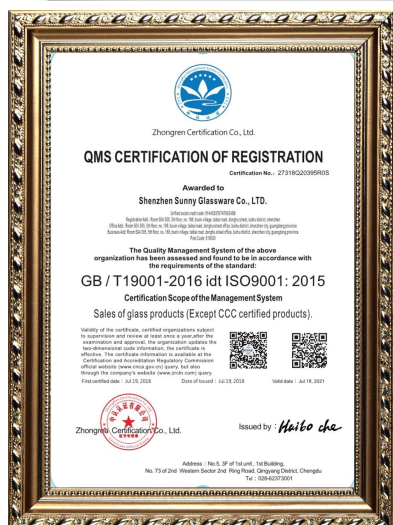 Zhongren Certification Co., Ltd.
QMS CERTIFICATION OF REGISTRATION
Certification No.: 27318Q20395R0S
Awarded to
Shenzhen Sunny Glassware Co., LTD.
The Quality Management System of the above
organization has been assessed and found to be in accordance with
the requirements of the standard:
GB / T19001-2016 idt ISO9001: 2015
Certification Scope of the Management System
Sales of glass products (Except CCC certified products).
Validity of the certificate, certified organizations subject
to supervision and review at least once a year, after the
examination and approval, the organization updates the
two-dimensional code information, the certificate is
effective. The certificate information is available at the
Certification and Accreditation Regulatory Commission
official website (www.cnca.gov.cn) query, but also
through the company's website (www.zrcin.com) query.
First certified date : Jul 19, 2018 Date of Issued : Jul 19, 2018 Valid date : Jul 18, 2021
Zhongren Certification Co., Ltd.
Issued by : Haibo che
Address : No.5, 3F of 1st unit, 1st Building,
No. 73 of 2nd Western Sector 2nd Ring Road, Qingyang District, Chengdu
Tel : 028-62373001